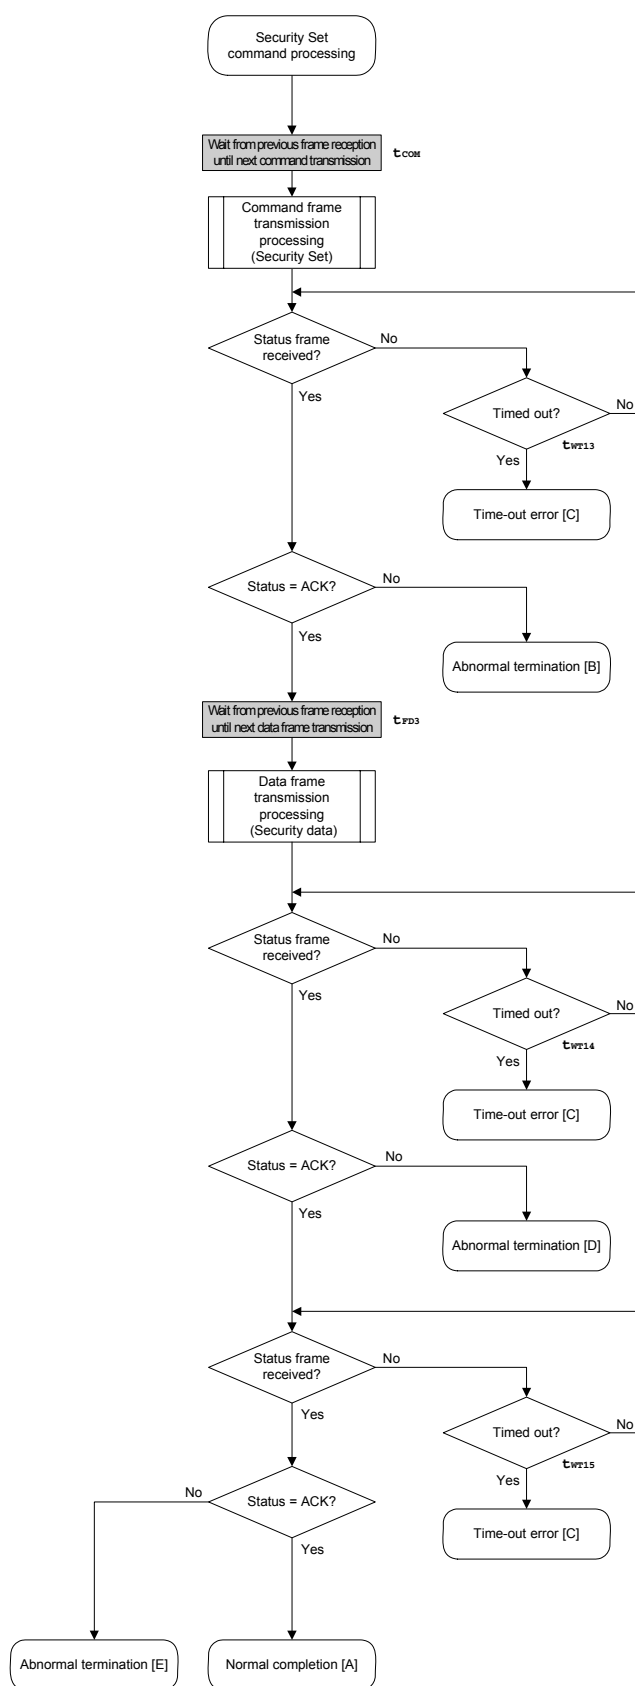 Security Set
command processing
Wait from previous frame reception
until next command transmission
tCOM
Command frame
transmission
processing
(Security Set)
Status frame
received?
No
Yes
Timed out?
No
tWT13
Yes
Time-out error [C]
Status = ACK?
No
Yes
Abnormal termination [B]
Wait from previous frame reception
until next data frame transmission
tFD3
Data frame
transmission
processing
(Security data)
Status frame
received?
No
Yes
Timed out?
No
tWT14
Yes
Time-out error [C]
Status = ACK?
No
Yes
Abnormal termination [D]
Status frame
received?
No
Yes
Timed out?
No
tWT15
Yes
Time-out error [C]
No
Status = ACK?
Yes
Abnormal termination [E]
Normal completion [A]